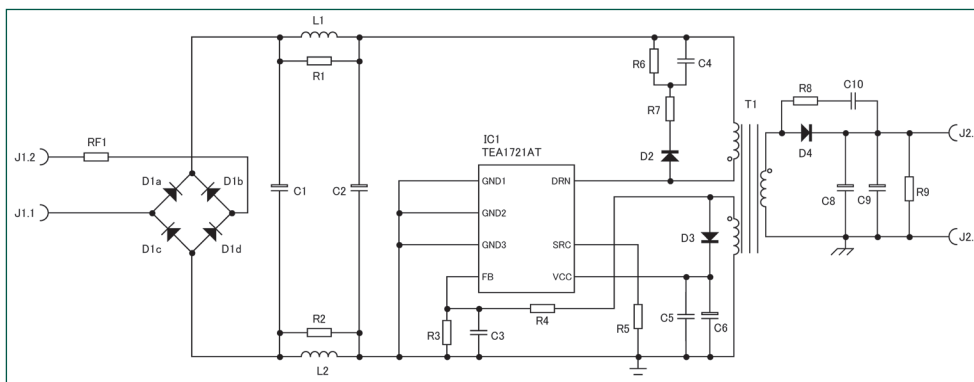 L1
R1
R6
C4
R7
T1
R8
C10
J1.2
RF1
IC1
TEA1721AT
D2
D4
J2.
D1a
D1b
C1
C2
GND1
DRN
C8
C9
R9
J1.1
GND2
D1c
D1d
GND3
SRC
D3
J2.
FB
VCC
R2
R3
C3
R4
R5
C5
C6
L2